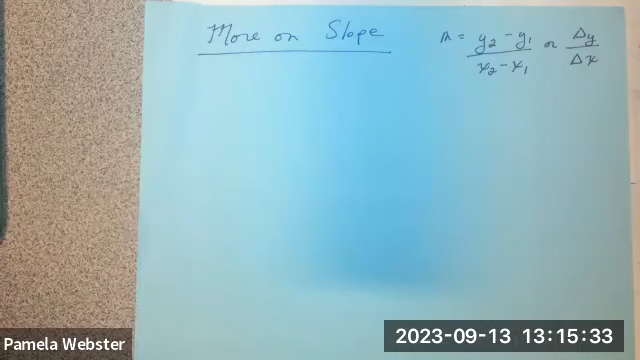 More on Slope
m = y₂ - y₁ / x₂ - x₁ or Δy / Δx
Pamela Webster
2023-09-13 13:15:33